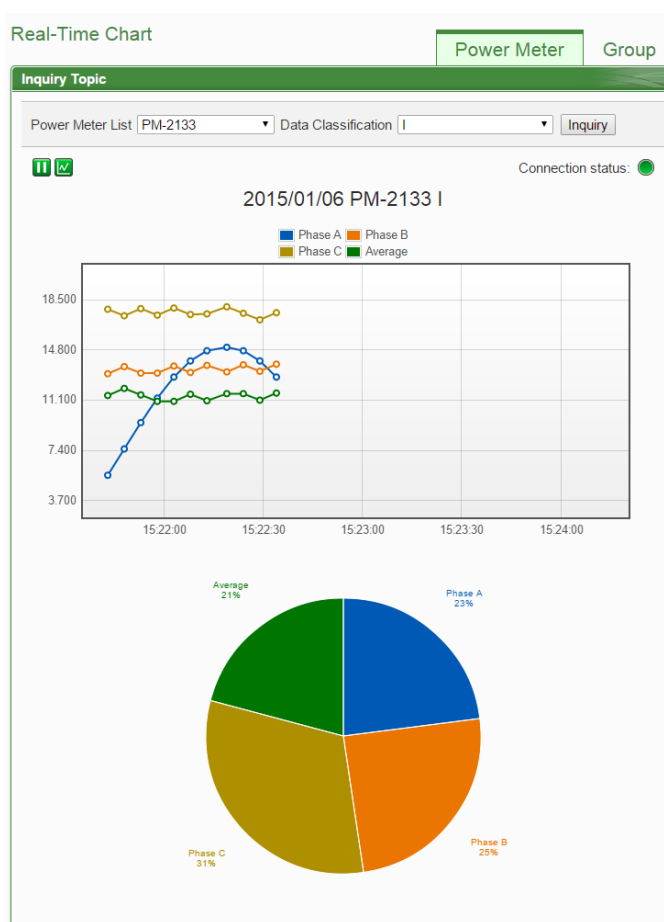 Real-Time Chart
Power Meter Group
Inquiry Topic
Power Meter List PM-2133 Data Classification I Inquiry
Connection status:
2015/01/06 PM-2133 I
Phase A Phase B
Phase C Average
18.500
14.800
11.100
7.400
3.700
15:22:00 15:22:30 15:23:00 15:23:30 15:24:00
Average
21%
Phase A
23%
Phase B
25%
Phase C
31%